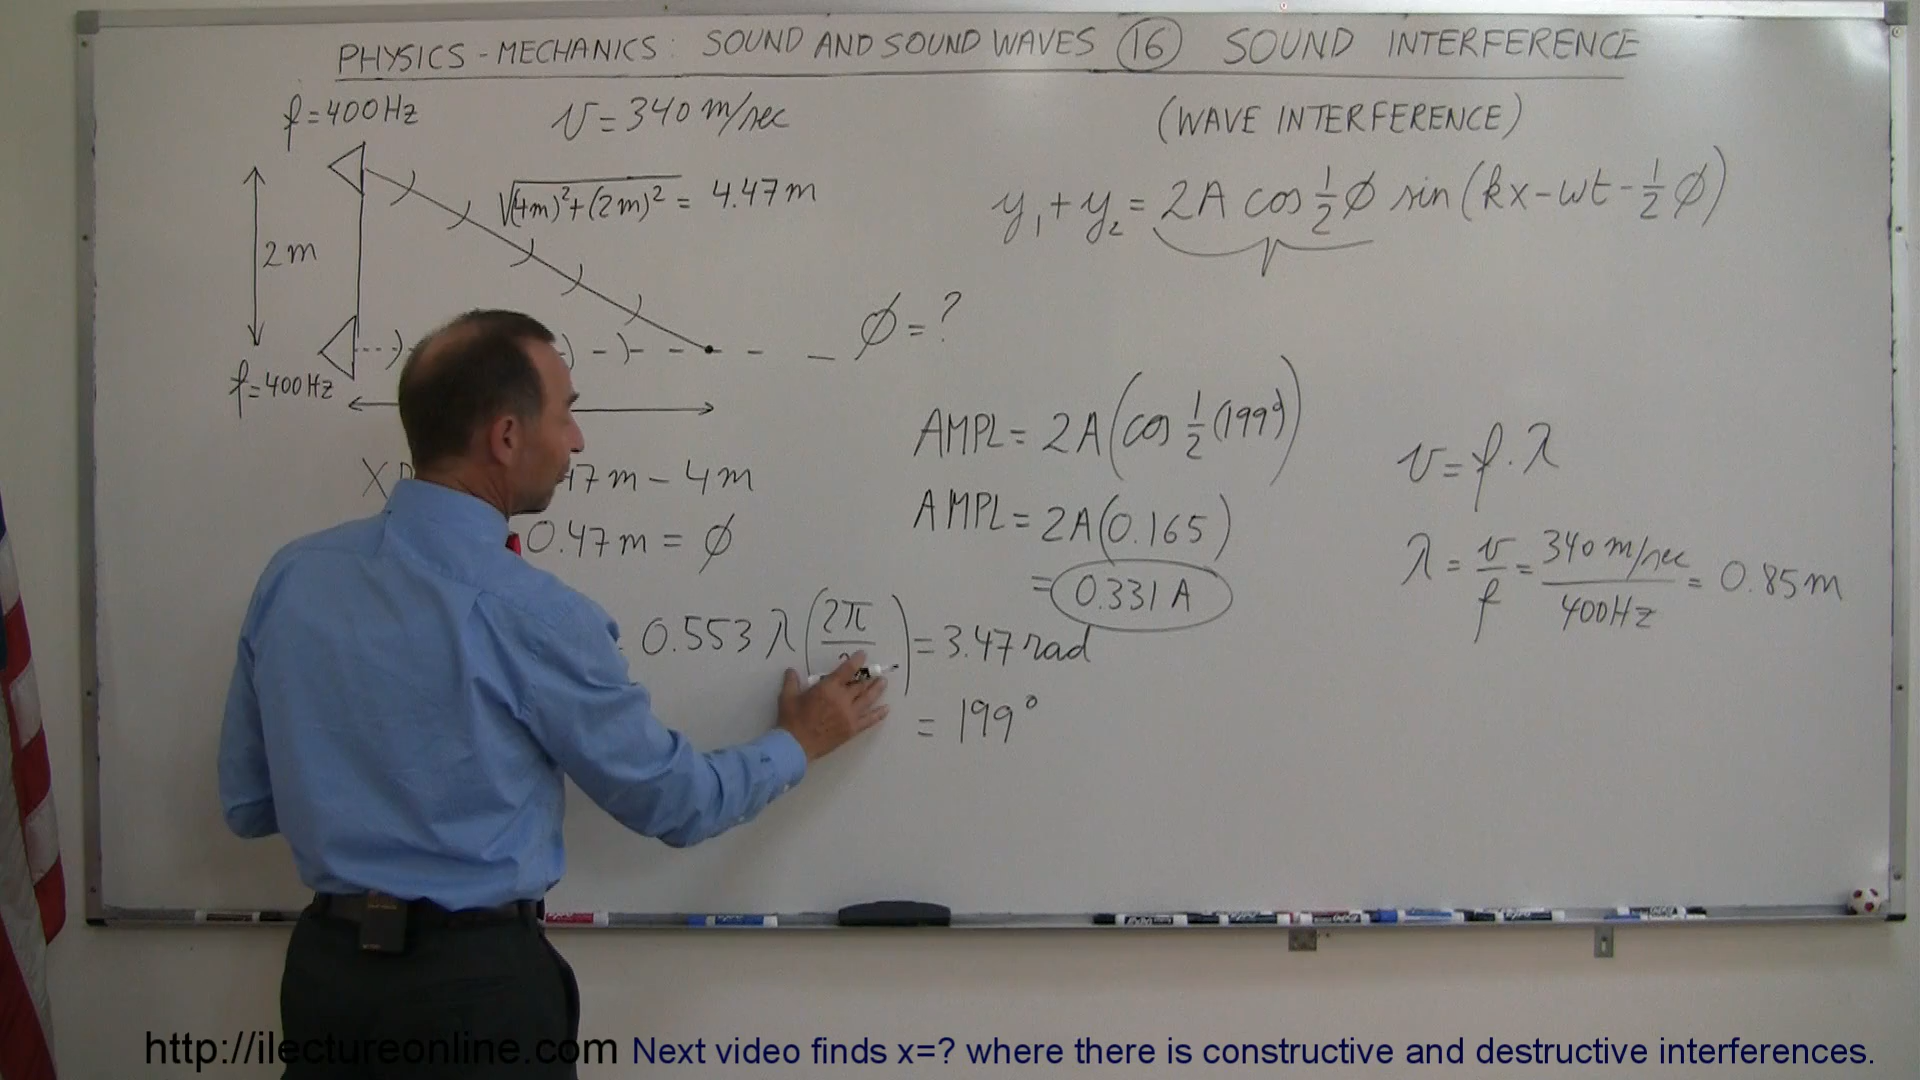 PHYSICS - MECHANICS: SOUND AND SOUND WAVES (16) SOUND INTERFERENCE
f = 400 Hz
v = 340 m/sec
(WAVE INTERFERENCE)
√(4m)² + (2m)² = 4.47 m
y₁ + y₂ = 2A cos ½ φ sin (kx - ωt - ½ φ)
2 m
φ = ?
f = 400 Hz
AMPL = 2A (cos ½ (199°))
v = f · λ
7 m - 4 m
AMPL = 2A (0.165)
0.47 m = φ
λ = v/f = 340 m/sec / 400 Hz = 0.85 m
= 0.331 A
0.553 λ (2π ) = 3.47 rad
= 199°
http://ilectureonline.com Next video finds x=? where there is constructive and destructive interferences.